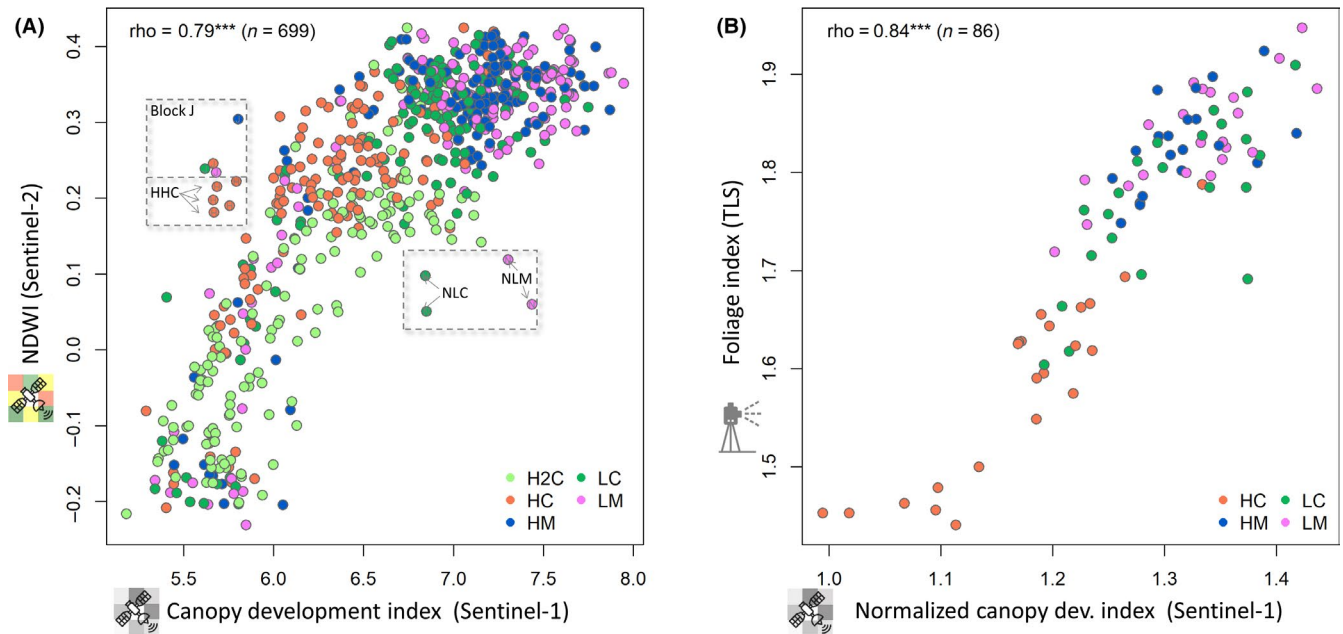 (A)
rho = 0.79*** (n = 699)
NDWI (Sentinel-2)
0.4
0.3
0.2
0.1
0.0
−0.1
−0.2
Block J
HHC
NLC
NLM
H2C
HC
HM
LC
LM
5.5 6.0 6.5 7.0 7.5 8.0
Canopy development index (Sentinel-1)
(B)
rho = 0.84*** (n = 86)
Foliage index (TLS)
1.9
1.8
1.7
1.6
1.5
HC
HM
LC
LM
1.0 1.1 1.2 1.3 1.4
Normalized canopy dev. index (Sentinel-1)